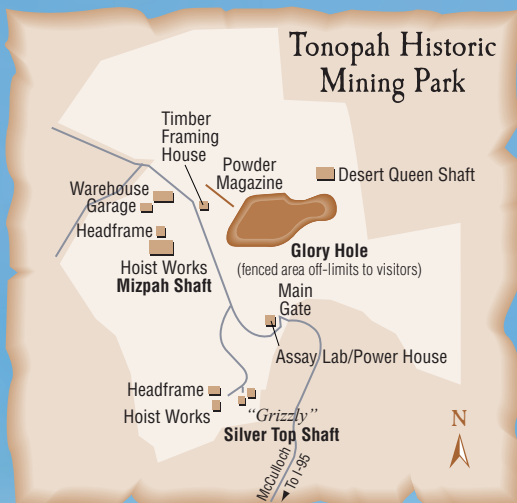 Tonopah Historic
Mining Park
Timber
Framing
House
Powder
Magazine
Desert Queen Shaft
Warehouse
Garage
Headframe
Hoist Works
Mizpah Shaft
Glory Hole
(fenced area off-limits to visitors)
Main
Gate
Assay Lab/Power House
Headframe
Hoist Works
"Grizzly"
Silver Top Shaft
N
McCulloch
To I-95